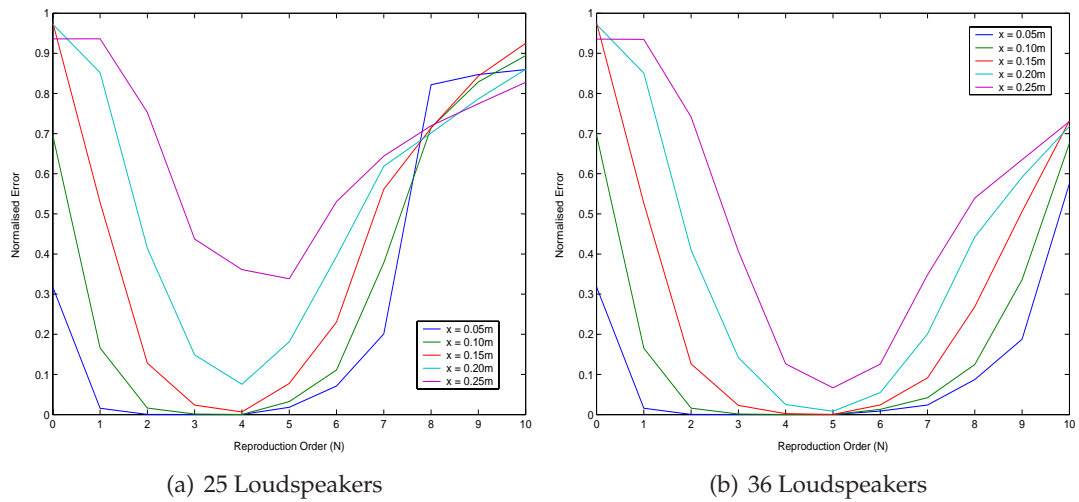 1
0.9
0.8
0.7
0.6
0.5
0.4
0.3
0.2
0.1
0
Normalised Error
x = 0.05m
x = 0.10m
x = 0.15m
x = 0.20m
x = 0.25m
0 1 2 3 4 5 6 7 8 9 10
Reproduction Order (N)
(a) 25 Loudspeakers
1
0.9
0.8
0.7
0.6
0.5
0.4
0.3
0.2
0.1
0
Normalised Error
x = 0.05m
x = 0.10m
x = 0.15m
x = 0.20m
x = 0.25m
0 1 2 3 4 5 6 7 8 9 10
Reproduction Order (N)
(b) 36 Loudspeakers